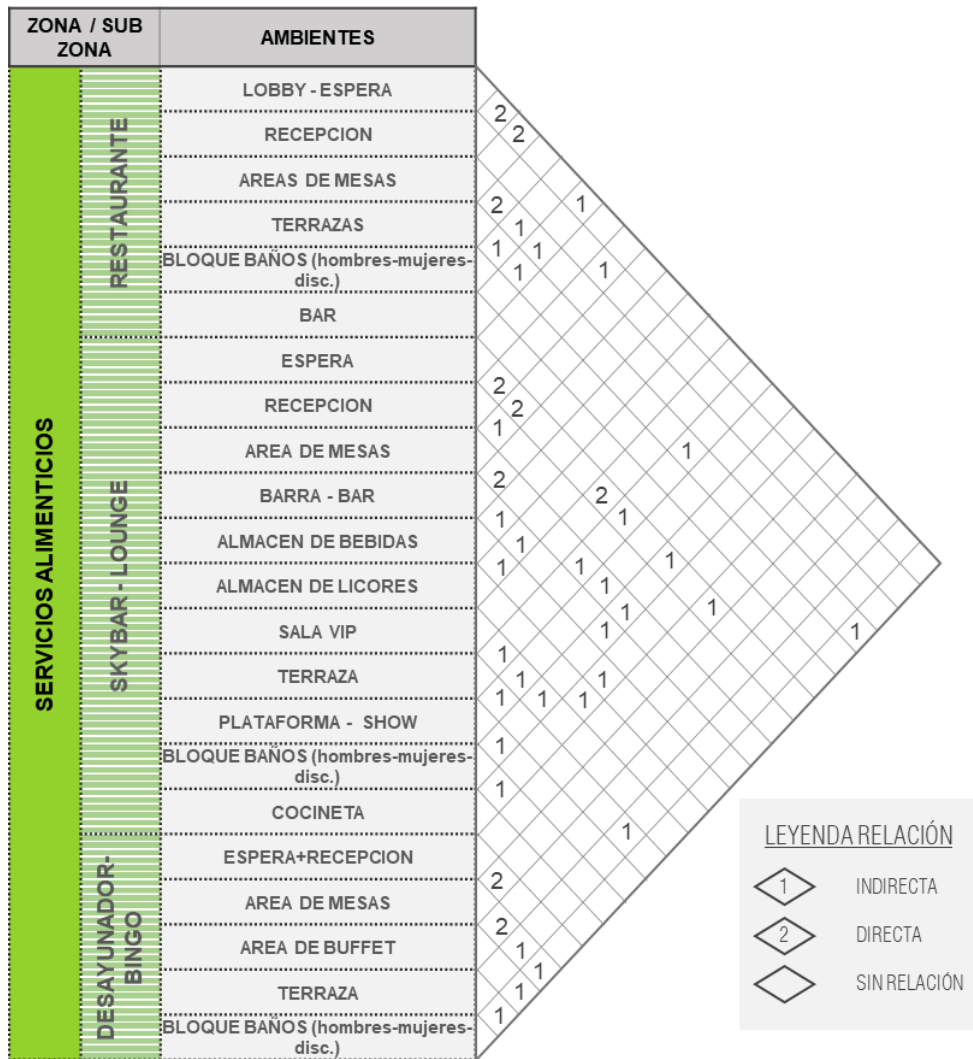 ZONA / SUB
ZONA
AMBIENTES
SERVICIOS ALIMENTICIOS
RESTAURANTE
LOBBY - ESPERA
RECEPCION
AREAS DE MESAS
TERRAZAS
BLOQUE BAÑOS (hombres-mujeres-
disc.)
BAR
SKYBAR - LOUNGE
ESPERA
RECEPCION
AREA DE MESAS
BARRA - BAR
ALMACEN DE BEBIDAS
ALMACEN DE LICORES
SALA VIP
TERRAZA
PLATAFORMA - SHOW
BLOQUE BAÑOS (hombres-mujeres-
disc.)
COCINETA
DESAYUNADOR-
BINGO
ESPERA+RECEPCION
AREA DE MESAS
AREA DE BUFFET
TERRAZA
BLOQUE BAÑOS (hombres-mujeres-
disc.)
2
2
2 1
1
1 1
1 1
2
2
1
1
2
2
1 1
1
1 1 1
1
1 1
1 1
1
1 1
1 1 1
1
1
1
2
2
1
1
1
1
LEYENDA RELACIÓN
1 INDIRECTA
2 DIRECTA
SIN RELACIÓN